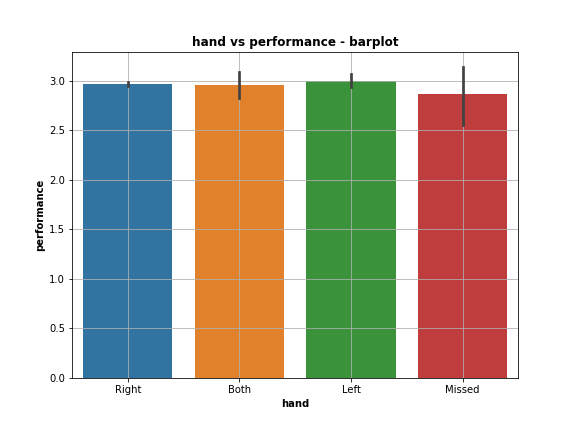 hand vs performance - barplot
3.0
2.5
2.0
1.5
1.0
0.5
0.0
performance
Right Both Left Missed
hand